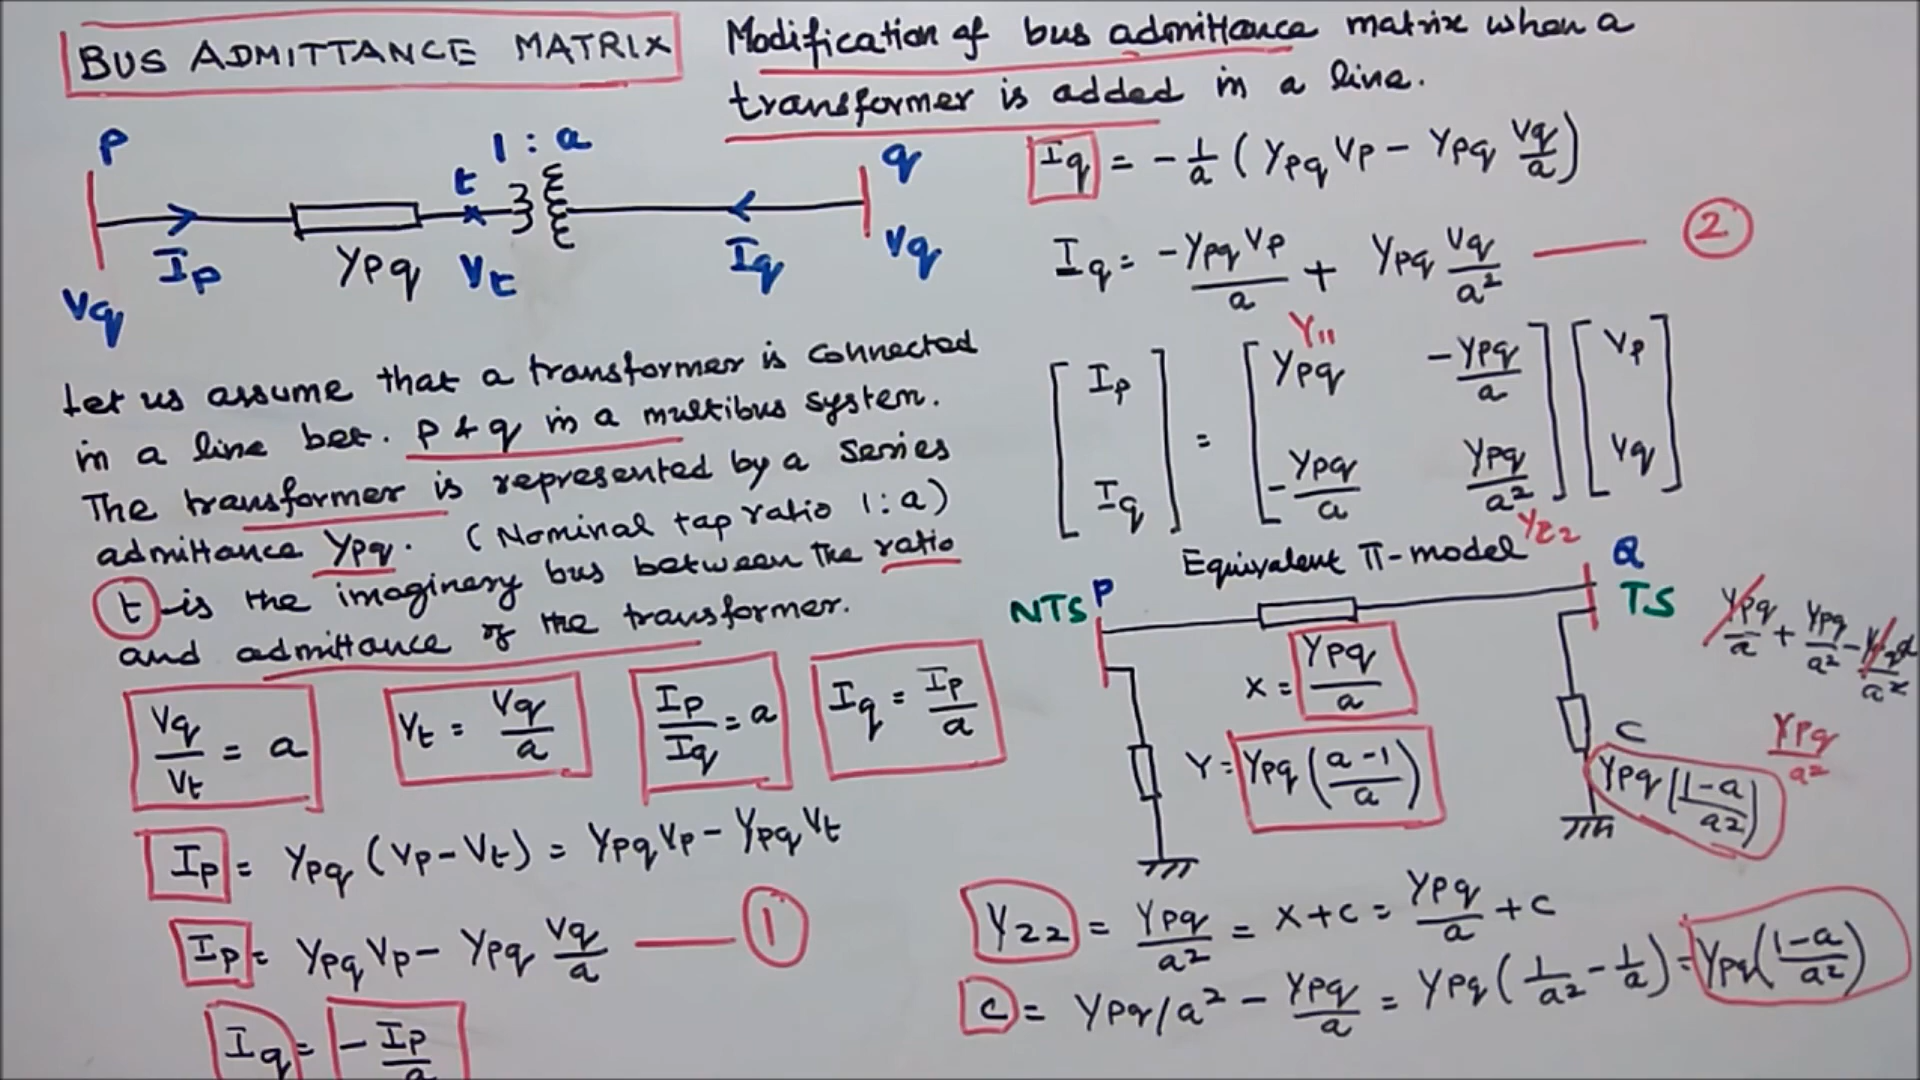 BUS ADMITTANCE MATRIX
Modification of bus admittance matrix when a
transformer is added in a line.
P
1 : a
t
q
Ip
Ypq
Vt
Iq
Vq
Vq
Let us assume that a transformer is connected
in a line bet. P & q in a multibus system.
The transformer is represented by a series
admittance Ypq. (Nominal tap ratio 1:a)
t is the imaginery bus between the ratio
and admittance of the transformer.
Vq/Vt = a
Vt = Vq/a
Ip/Iq = a
Iq = Ip/a
Ip = Ypq (Vp-Vt) = Ypq Vp - Ypq Vt
Ip = Ypq Vp - Ypq Vq/a — 1
Iq = - Ip/a
Iq = - 1/a (Ypq Vp - Ypq Vq/a)
Iq = -Ypq Vp/a + Ypq Vq/a² — 2
Y11
[Ip] = [Ypq -Ypq/a] [Vp]
[Iq] [-Ypq/a Ypq/a²] [Vq]
Y22
Equivalent π-model
NTS P
Q TS
X = Ypq/a
Y = Ypq (a-1/a)
C
Ypq (1-a/a²)
Ypq/a²
Y22 = Ypq/a² = X+C = Ypq/a + C
C = Ypq/a² - Ypq/a = Ypq (1/a² - 1/a) = Ypq (1-a/a²)